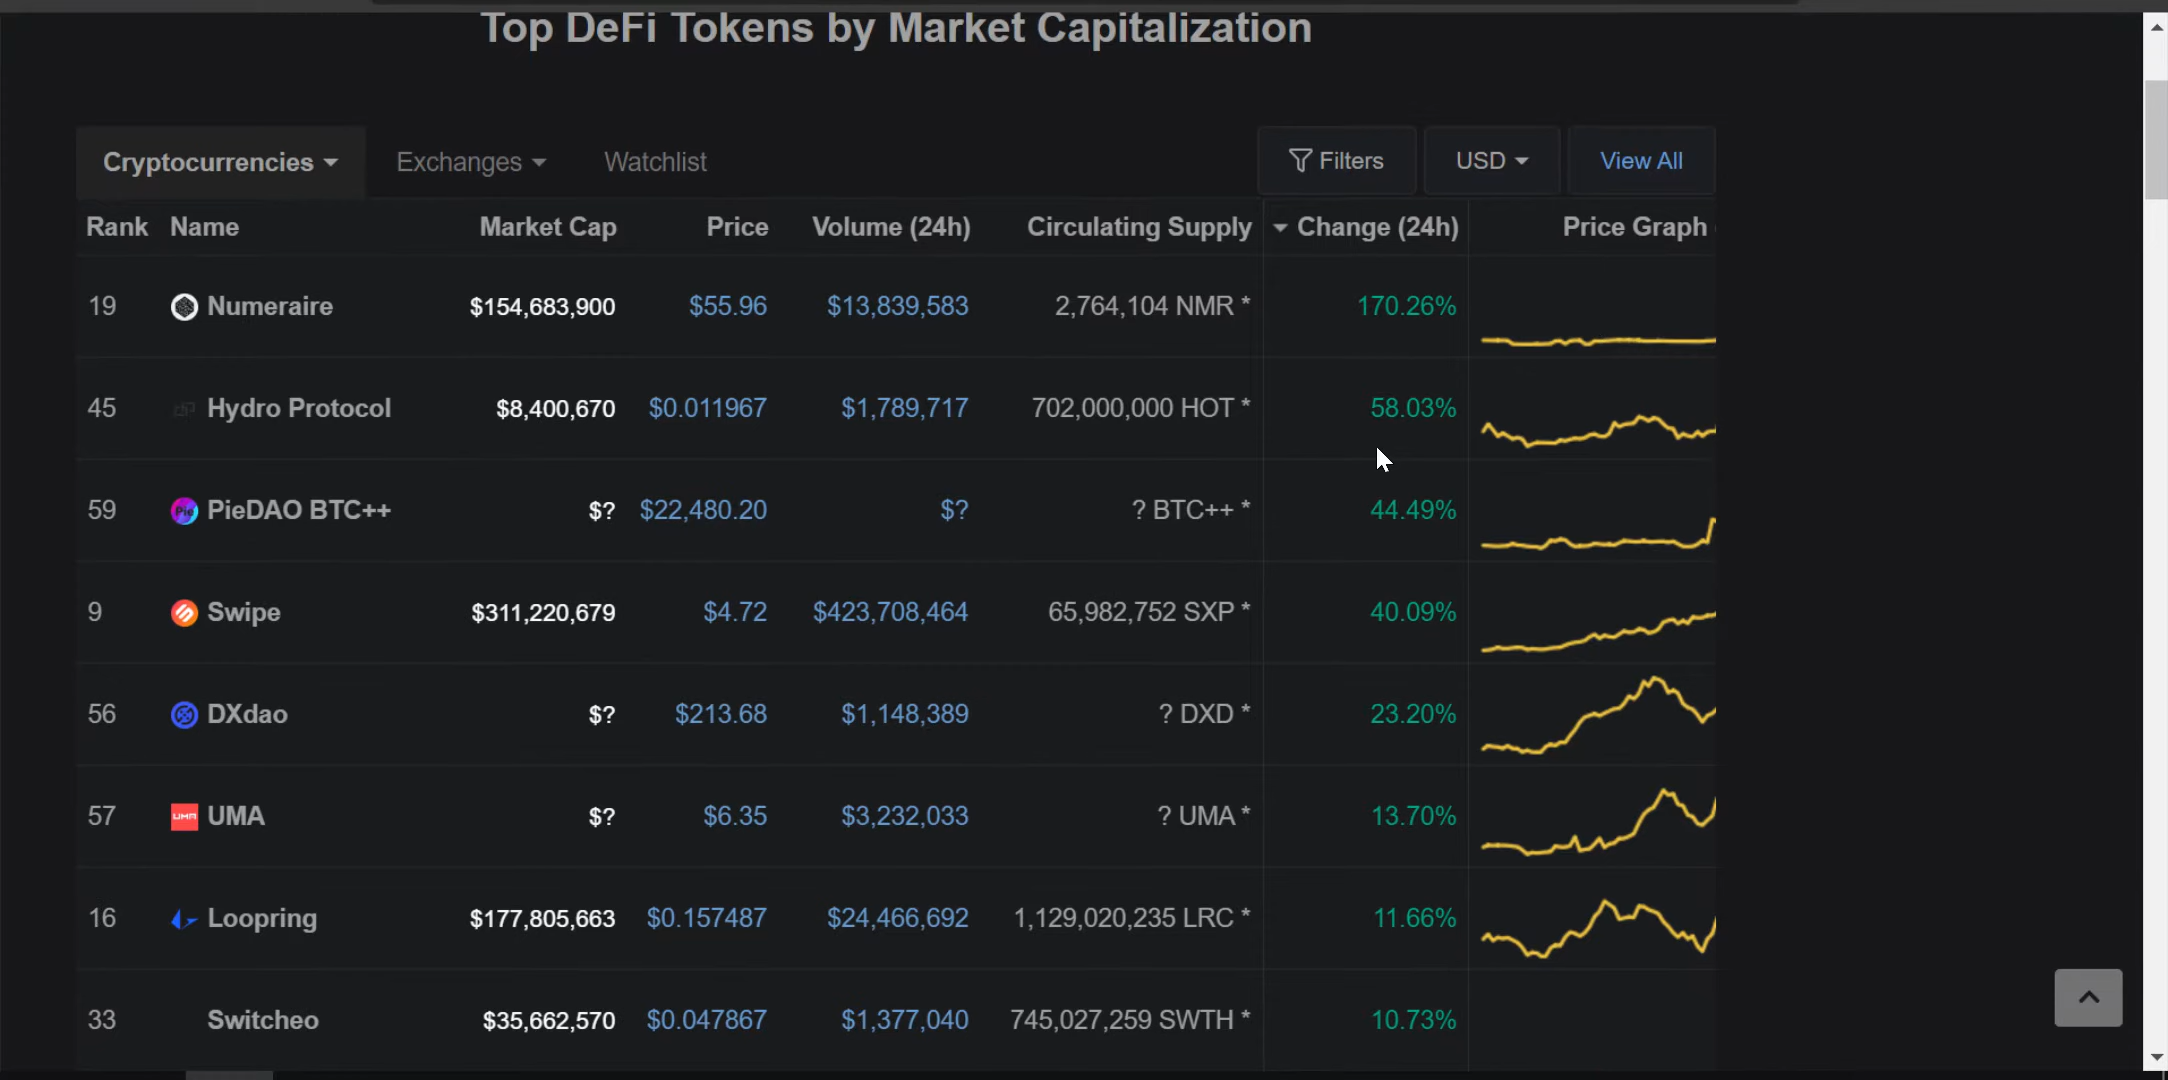 Top DeFi Tokens by Market Capitalization
Cryptocurrencies Exchanges Watchlist Filters USD View All
Rank Name Market Cap Price Volume (24h) Circulating Supply Change (24h) Price Graph
19 Numeraire $154,683,900 $55.96 $13,839,583 2,764,104 NMR * 170.26%
45 Hydro Protocol $8,400,670 $0.011967 $1,789,717 702,000,000 HOT * 58.03%
59 Pie PieDAO BTC++ $? $22,480.20 $? ? BTC++ * 44.49%
9 Swipe $311,220,679 $4.72 $423,708,464 65,982,752 SXP * 40.09%
56 DXdao $? $213.68 $1,148,389 ? DXD * 23.20%
57 UMA UMA $? $6.35 $3,232,033 ? UMA * 13.70%
16 Loopring $177,805,663 $0.157487 $24,466,692 1,129,020,235 LRC * 11.66%
33 Switcheo $35,662,570 $0.047867 $1,377,040 745,027,259 SWTH * 10.73%